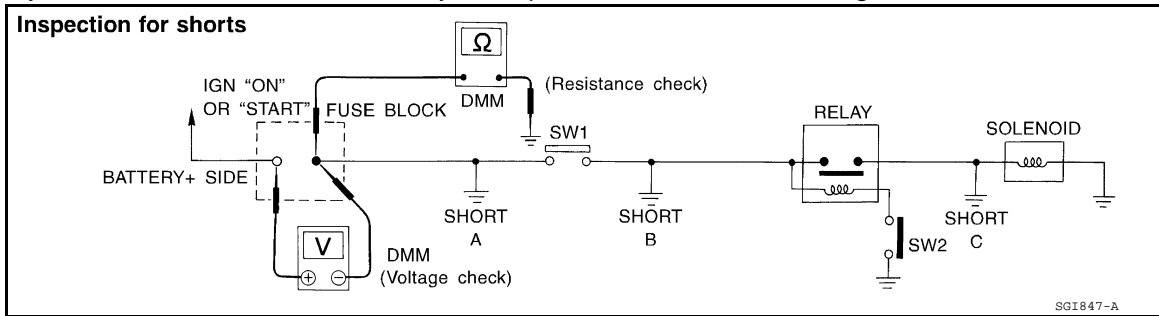 Inspection for shorts
Ω
IGN "ON"
OR "START"
FUSE BLOCK
DMM
(Resistance check)
SW1
RELAY
SOLENOID
BATTERY+ SIDE
SHORT
A
SHORT
B
SHORT
C
SW2
V
+ −
DMM
(Voltage check)
SGI847-A